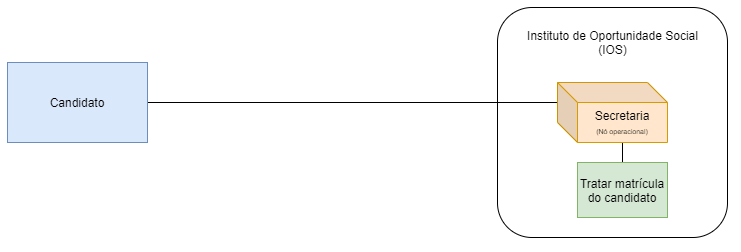 Instituto de Oportunidade Social
(IOS)
Candidato
Secretaria
(Nó operacional)
Tratar matrícula
do candidato